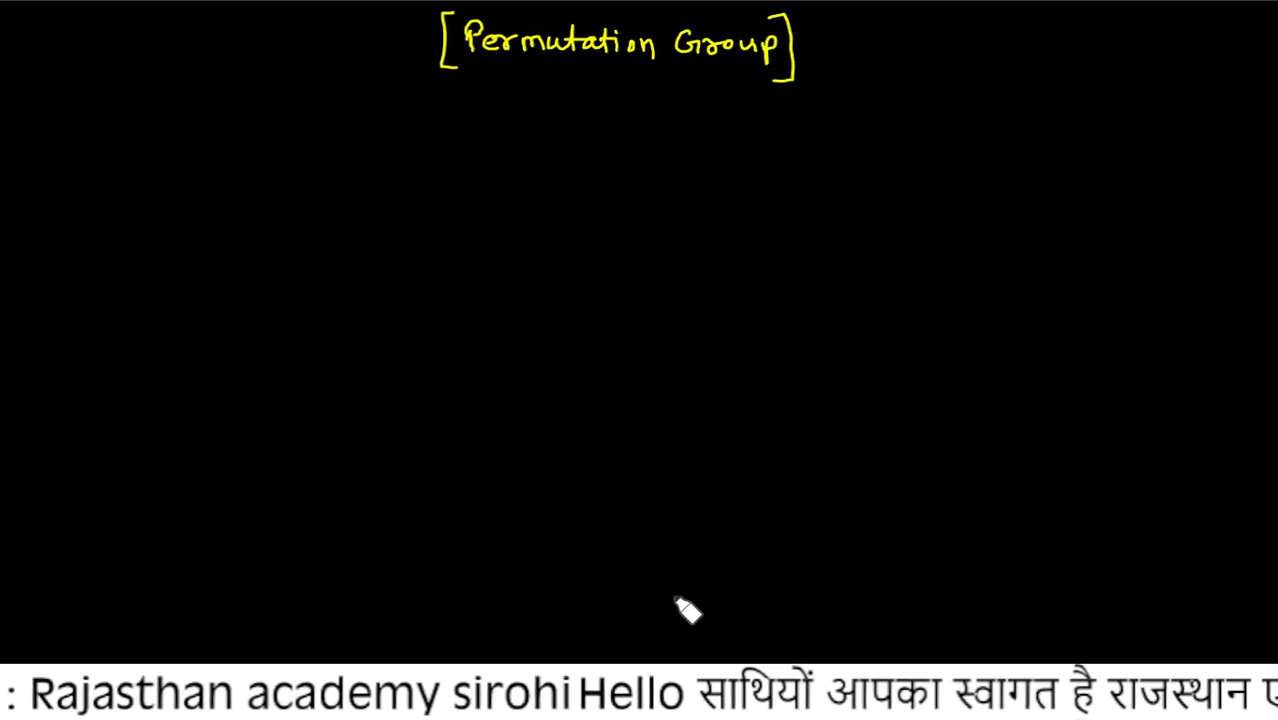 [Permutation Group]
: Rajasthan academy sirohi Hello साथियों आपका स्वागत है राजस्थान